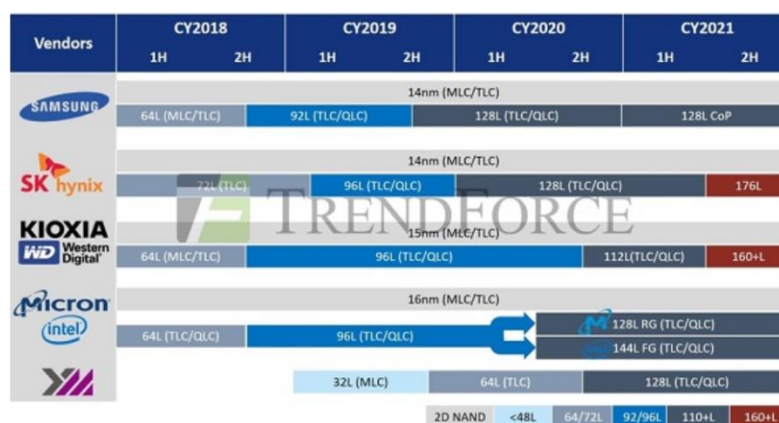 Vendors CY2018 CY2019 CY2020 CY2021
1H 2H 1H 2H 1H 2H 1H 2H
SAMSUNG
14nm (MLC/TLC)
64L (MLC/TLC) 92L (TLC/QLC) 128L (TLC/QLC) 128L CoP
SK hynix
14nm (MLC/TLC)
72L (TLC) 96L (TLC/QLC) 128L (TLC/QLC) 176L
TRENDFORCE
KIOXIA
WD Western Digital
15nm (MLC/TLC)
64L (MLC/TLC) 96L (TLC/QLC) 112L(TLC/QLC) 160+L
Micron
intel
16nm (MLC/TLC)
64L (TLC/QLC) 96L (TLC/QLC)
128L RG (TLC/QLC)
144L FG (TLC/QLC)
32L (MLC) 64L (TLC) 128L (TLC/QLC)
2D NAND <48L 64/72L 92/96L 110+L 160+L